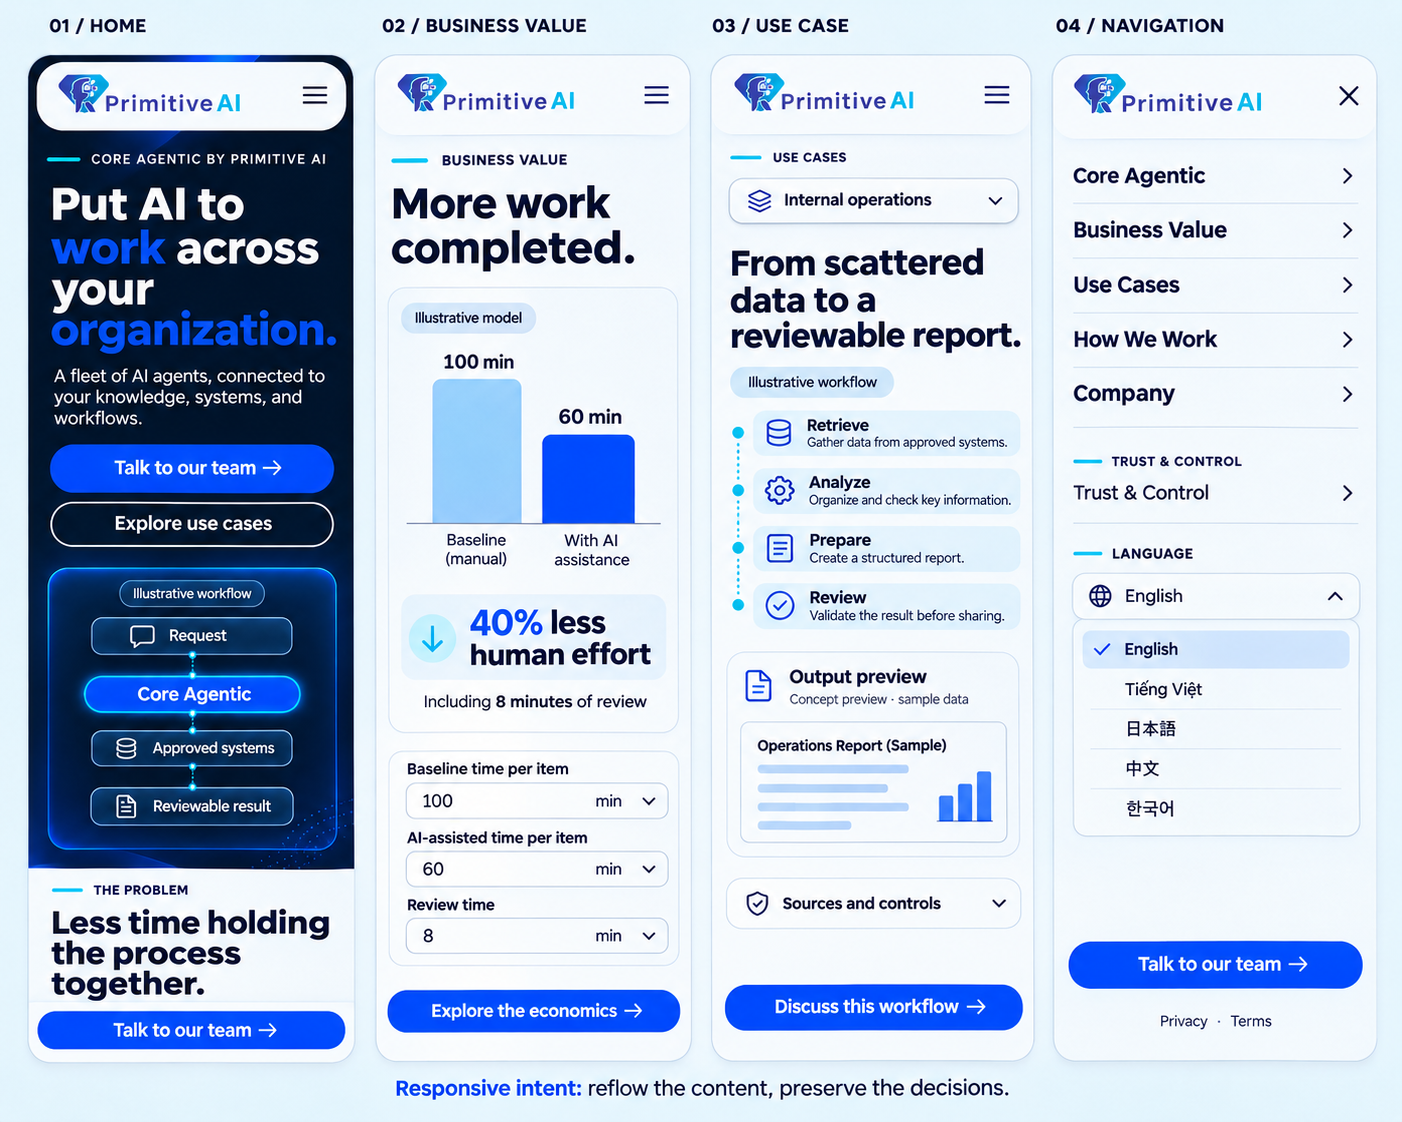 01 / HOME
Primitive AI
CORE AGENTIC BY PRIMITIVE AI
Put AI to
work across
your
organization.
A fleet of AI agents, connected to
your knowledge, systems, and
workflows.
Talk to our team →
Explore use cases
Illustrative workflow
Request
Core Agentic
Approved systems
Reviewable result
THE PROBLEM
Less time holding
the process
together.
Talk to our team →
02 / BUSINESS VALUE
Primitive AI
BUSINESS VALUE
More work
completed.
Illustrative model
100 min
60 min
Baseline
(manual)
With AI
assistance
40% less
human effort
Including 8 minutes of review
Baseline time per item
100 min
AI-assisted time per item
60 min
Review time
8 min
Explore the economics →
03 / USE CASE
Primitive AI
USE CASES
Internal operations
From scattered
data to a
reviewable report.
Illustrative workflow
Retrieve
Gather data from approved systems.
Analyze
Organize and check key information.
Prepare
Create a structured report.
Review
Validate the result before sharing.
Output preview
Concept preview · sample data
Operations Report (Sample)
Sources and controls
Discuss this workflow →
04 / NAVIGATION
Primitive AI
Core Agentic
Business Value
Use Cases
How We Work
Company
TRUST & CONTROL
Trust & Control
LANGUAGE
English
English
Tiếng Việt
日本語
中文
한국어
Talk to our team →
Privacy · Terms
Responsive intent: reflow the content, preserve the decisions.